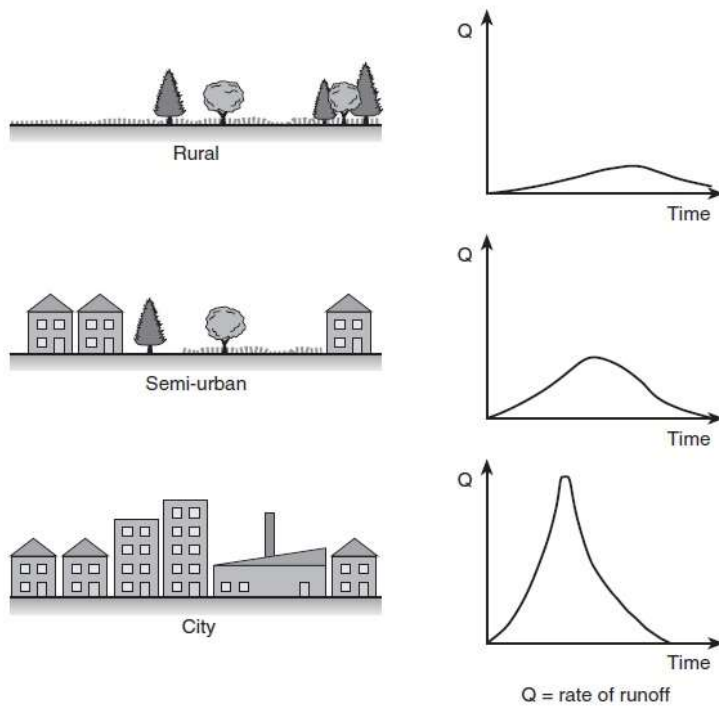 Q
Time
Rural
Q
Time
Semi-urban
Q
Time
City
Q = rate of runoff